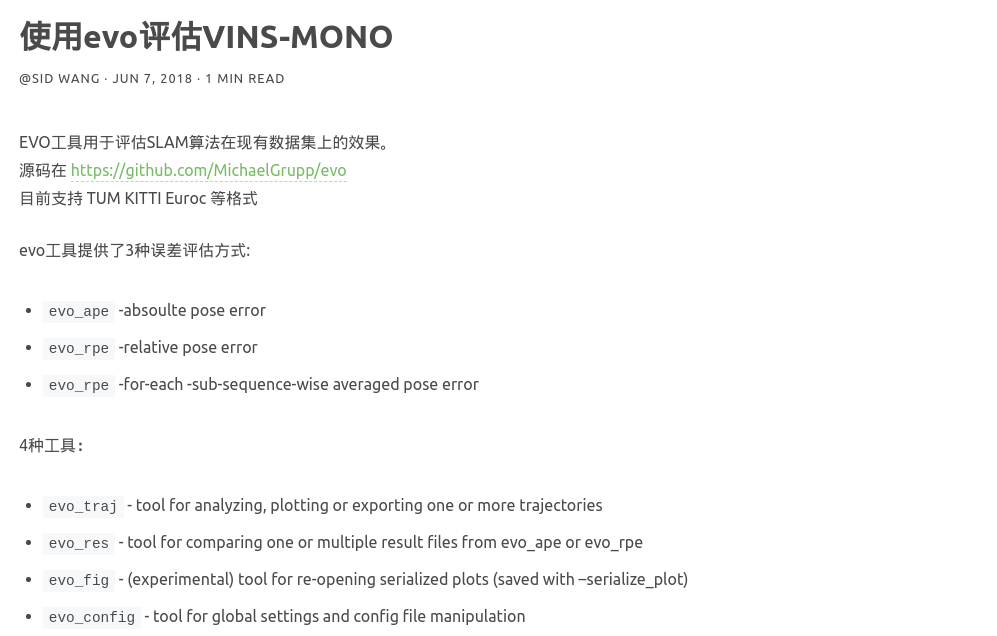 使用evo评估VINS-MONO
@SID WANG · JUN 7, 2018 · 1 MIN READ
EVO工具用于评估SLAM算法在现有数据集上的效果。
源码在 https://github.com/MichaelGrupp/evo
目前支持 TUM KITTI Euroc 等格式
evo工具提供了3种误差评估方式:
• evo_ape -absoulte pose error
• evo_rpe -relative pose error
• evo_rpe -for-each -sub-sequence-wise averaged pose error
4种工具：
• evo_traj - tool for analyzing, plotting or exporting one or more trajectories
• evo_res - tool for comparing one or multiple result files from evo_ape or evo_rpe
• evo_fig - (experimental) tool for re-opening serialized plots (saved with –serialize_plot)
• evo_config - tool for global settings and config file manipulation